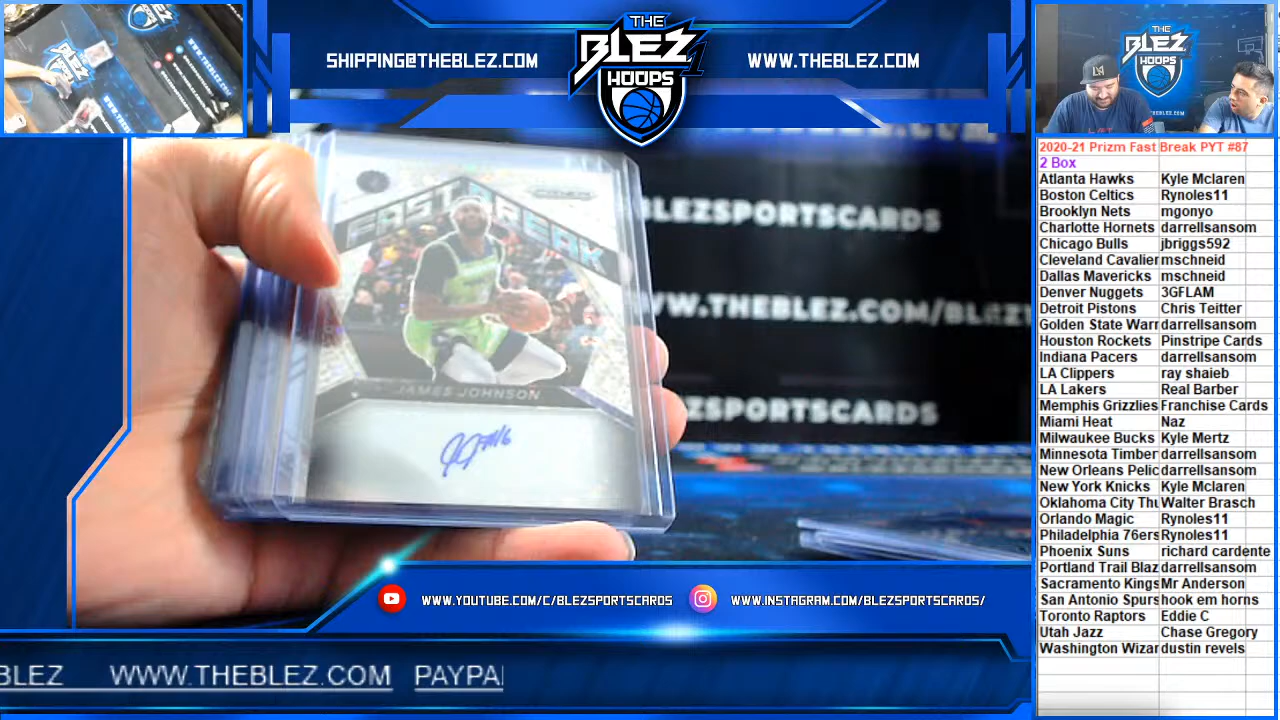 SHIPPING@THEBLEZ.COM
THE
BLEZ
HOOPS
1
WWW.THEBLEZ.COM
THE
BLEZ
HOOPS
FAST BREAK
JAMES JOHNSON
JJ #16
BLEZSPORTSCARDS
WW.THEBLEZ.COM/BLEZ
ZSPORTSCARDS
2020-21 Prizm Fast Break PYT #87
2 Box
Atlanta Hawks Kyle Mclaren
Boston Celtics Rynoles11
Brooklyn Nets mgonyo
Charlotte Hornets darrellsansom
Chicago Bulls jbriggs592
Cleveland Cavalier mschneid
Dallas Mavericks mschneid
Denver Nuggets 3GFLAM
Detroit Pistons Chris Teitter
Golden State Warr darrellsansom
Houston Rockets Pinstripe Cards
Indiana Pacers darrellsansom
LA Clippers ray shaieb
LA Lakers Real Barber
Memphis Grizzlies Franchise Cards
Miami Heat Naz
Milwaukee Bucks Kyle Mertz
Minnesota Timber darrellsansom
New Orleans Pelic darrellsansom
New York Knicks Kyle Mclaren
Oklahoma City Thu Walter Brasch
Orlando Magic Rynoles11
Philadelphia 76ers Rynoles11
Phoenix Suns richard cardente
Portland Trail Blaz darrellsansom
Sacramento Kings Mr Anderson
San Antonio Spurs hook em horns
Toronto Raptors Eddie C
Utah Jazz Chase Gregory
Washington Wizar dustin revels
WWW.YOUTUBE.COM/C/BLEZSPORTSCARDS
WWW.INSTAGRAM.COM/BLEZSPORTSCARDS/
BLEZ WWW.THEBLEZ.COM PAYPA